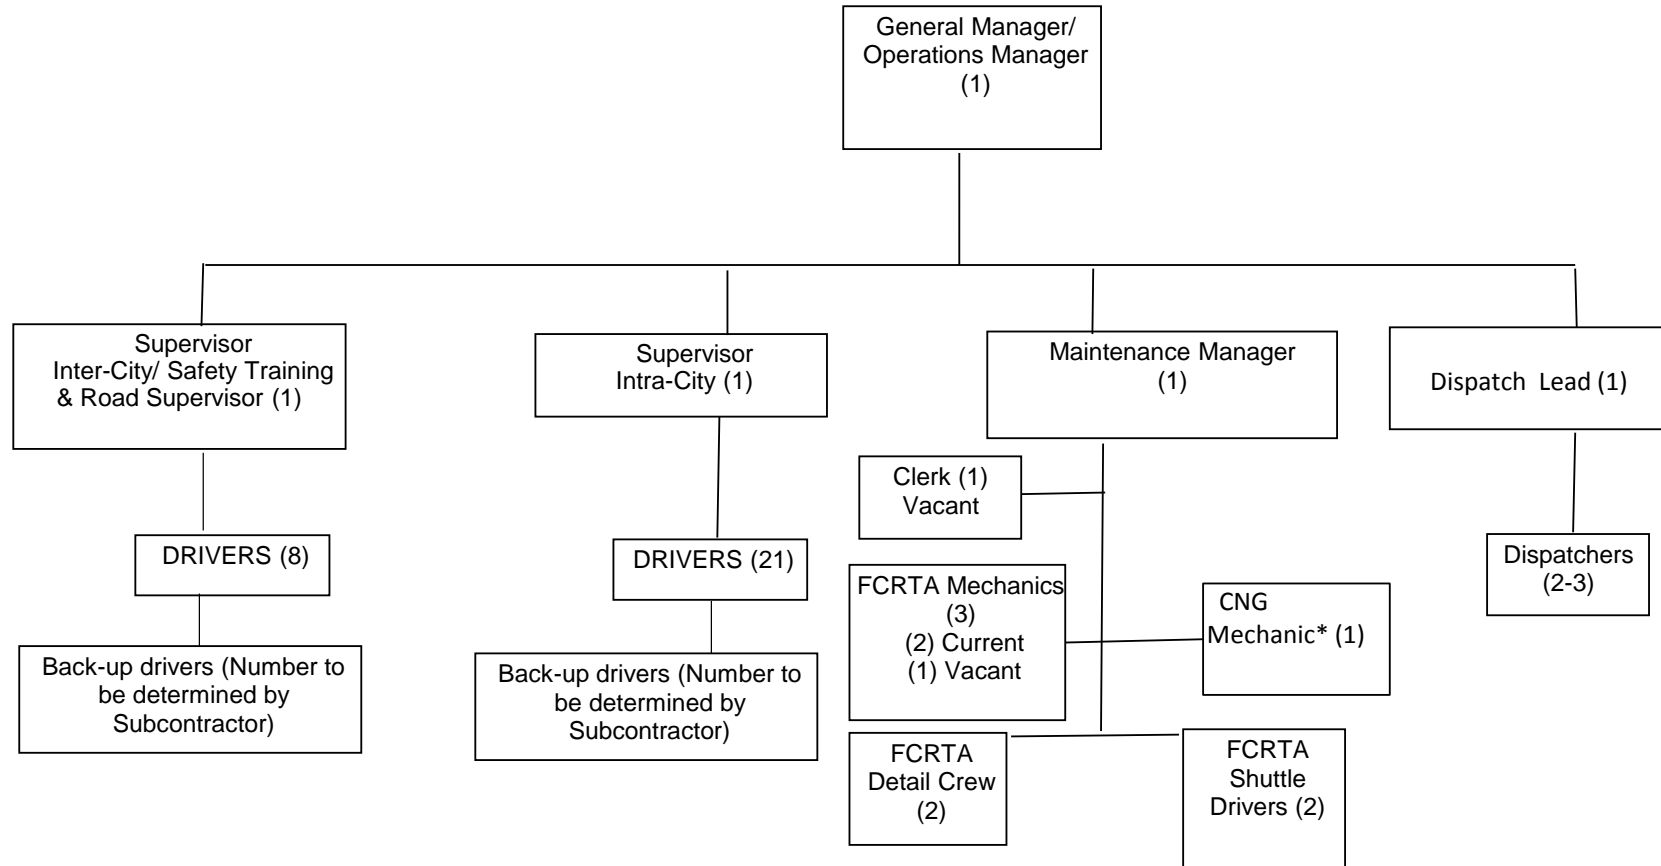 General Manager/
Operations Manager
(1)
Supervisor
Inter-City/ Safety Training
& Road Supervisor (1)
Supervisor
Intra-City (1)
Maintenance Manager
(1)
Dispatch Lead (1)
Clerk (1)
Vacant
DRIVERS (8)
DRIVERS (21)
Dispatchers
(2-3)
FCRTA Mechanics
(3)
(2) Current
(1) Vacant
CNG
Mechanic* (1)
Back-up drivers (Number to
be determined by
Subcontractor)
Back-up drivers (Number to
be determined by
Subcontractor)
FCRTA
Detail Crew
(2)
FCRTA
Shuttle
Drivers (2)